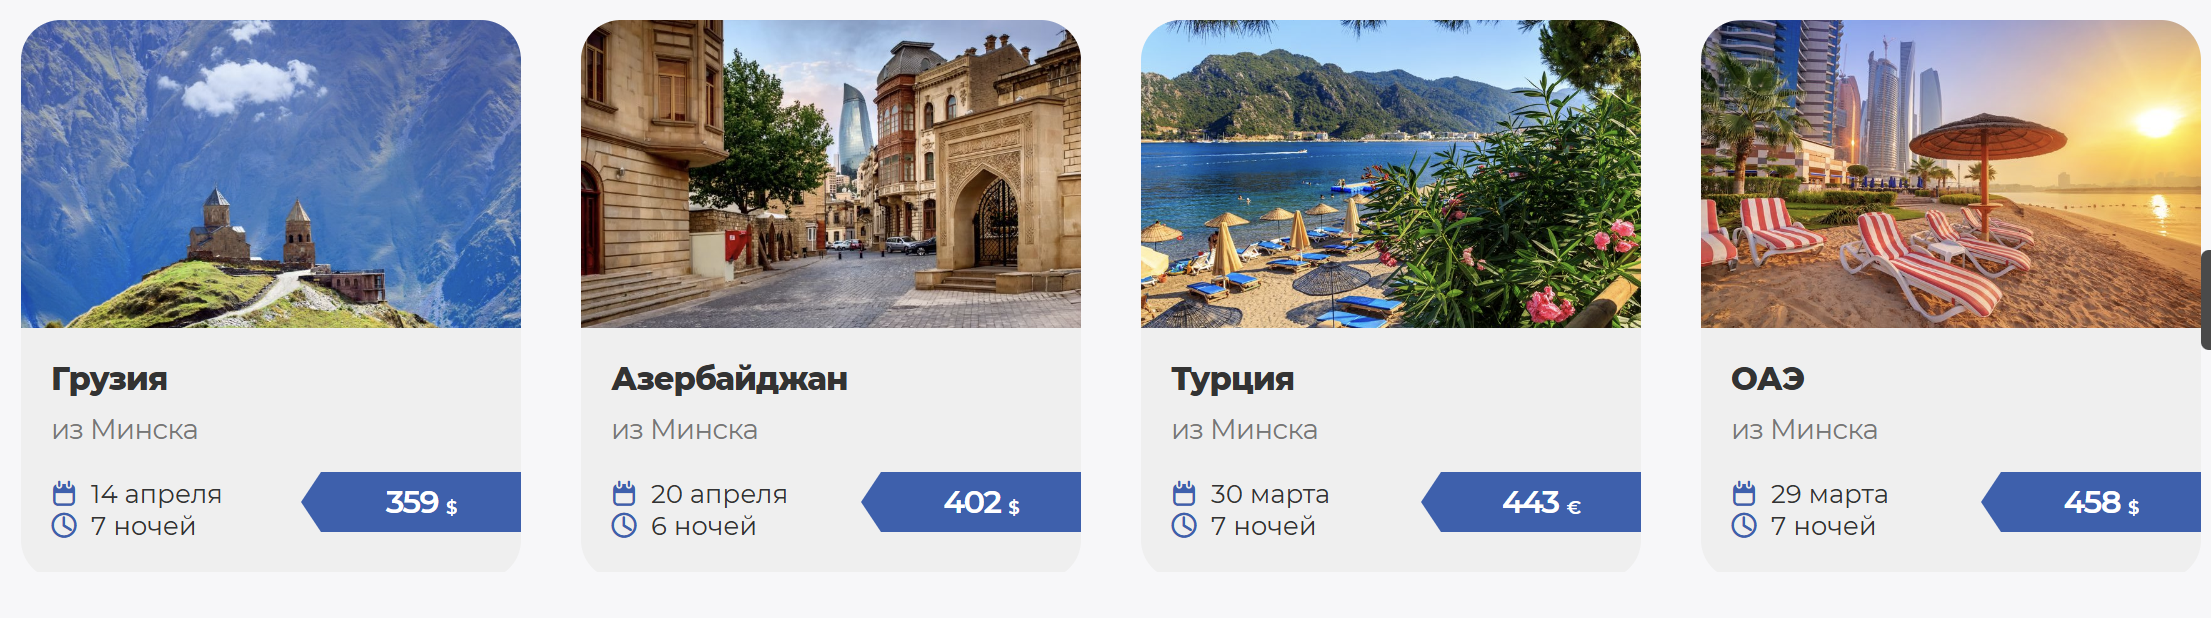 Грузия
из Минска
14 апреля
7 ночей
359 $
Азербайджан
из Минска
20 апреля
6 ночей
402 $
Турция
из Минска
30 марта
7 ночей
443 €
ОАЭ
из Минска
29 марта
7 ночей
458 $